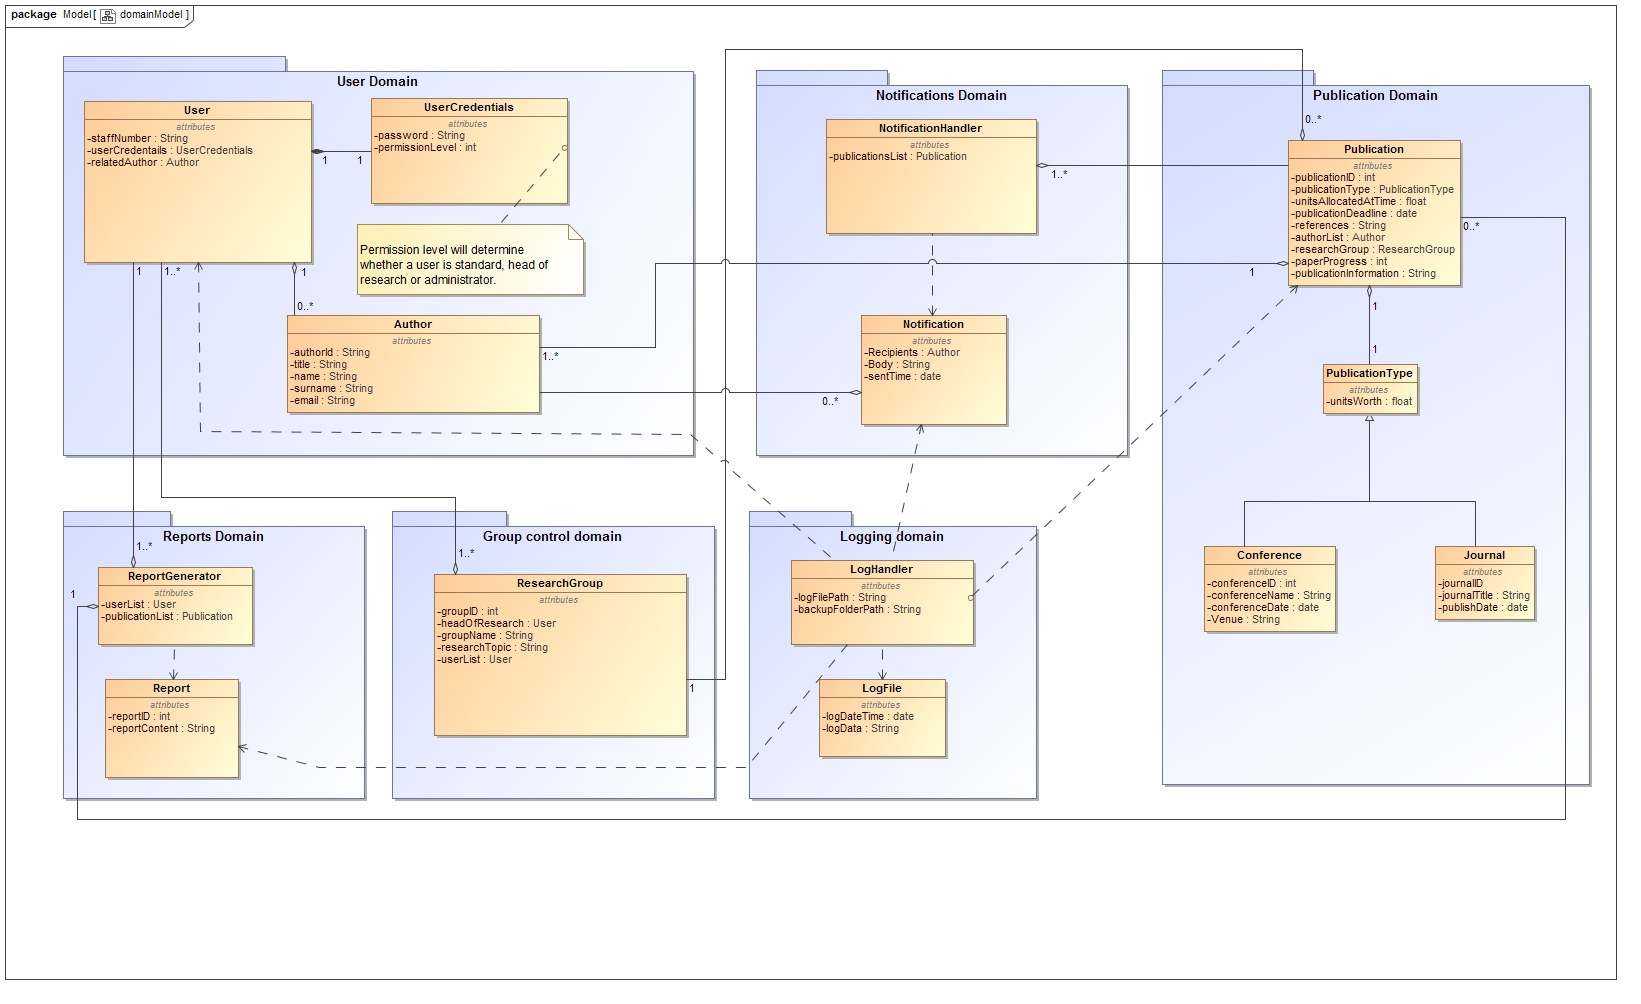 package Model[ domainModel ]
User Domain
User
attributes
-staffNumber : String
-userCredentails : UserCredentials
-relatedAuthor : Author
1
1
UserCredentials
attributes
-password : String
-permissionLevel : int
Permission level will determine
whether a user is standard, head of
research or administrator.
1
1..*
1
0..*
Author
attributes
-authorId : String
-title : String
-name : String
-surname : String
-email : String
1..*
Notifications Domain
NotificationHandler
attributes
-publicationsList : Publication
1..*
Notification
attributes
-Recipients : Author
-Body : String
-sentTime : date
0..*
Publication Domain
0..*
Publication
attributes
-publicationID : int
-publicationType : PublicationType
-unitsAllocatedAtTime : float
-publicationDeadline : date
-references : String
-authorList : Author
-researchGroup : ResearchGroup
-paperProgress : int
-publicationInformation : String
0..*
1
1
1
PublicationType
attributes
-unitsWorth : float
Conference
attributes
-conferenceID : int
-conferenceName : String
-conferenceDate : date
-Venue : String
Journal
attributes
-journalID
-journalTitle : String
-publishDate : date
Reports Domain
1..*
1
ReportGenerator
attributes
-userList : User
-publicationList : Publication
Report
attributes
-reportID : int
-reportContent : String
Group control domain
1..*
ResearchGroup
attributes
-groupID : int
-headOfResearch : User
-groupName : String
-researchTopic : String
-userList : User
1
Logging domain
LogHandler
attributes
-logFilePath : String
-backupFolderPath : String
LogFile
attributes
-logDateTime : date
-logData : String